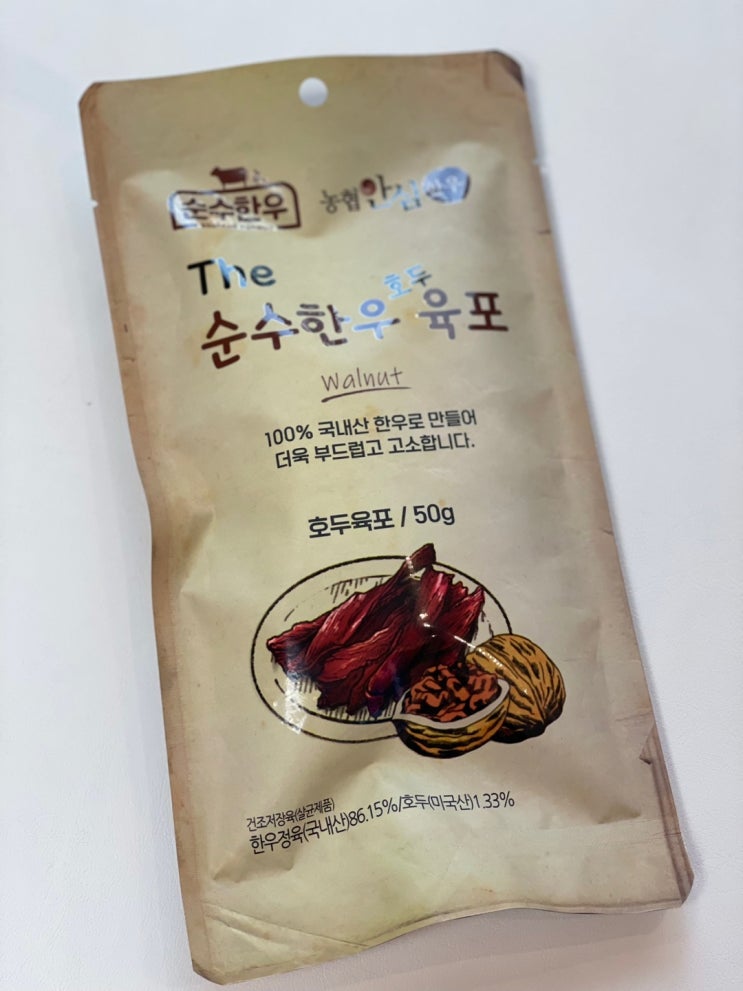 순수한우
농협안심한우
The
호두
순수한우 육포
Walnut
100% 국내산 한우로 만들어
더욱 부드럽고 고소합니다.
호두육포 / 50g
건조저장육(살균제품)
한우정육(국내산)86.15%/호두(미국산)1.33%